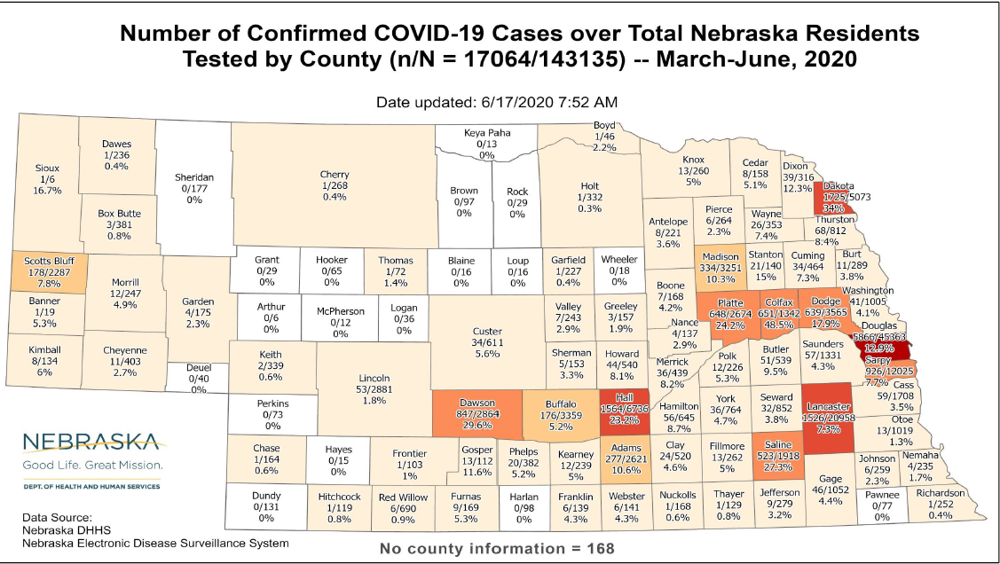 Number of Confirmed COVID-19 Cases over Total Nebraska Residents
Tested by County (n/N = 17064/143135) -- March-June, 2020
Date updated: 6/17/2020 7:52 AM
Sioux
1/6
16.7%
Dawes
1/236
0.4%
Box Butte
3/381
0.8%
Sheridan
0/177
0%
Cherry
1/268
0.4%
Keya Paha
0/13
0%
Brown
0/97
0%
Rock
0/29
0%
Boyd
1/46
2.2%
Holt
1/332
0.3%
Knox
13/260
5%
Cedar
8/158
5.1%
Dixon
39/316
12.3%
Dakota
1725/5073
34%
Antelope
8/221
3.6%
Pierce
6/264
2.3%
Wayne
26/353
7.4%
Thurston
68/812
8.4%
Scotts Bluff
178/2287
7.8%
Banner
1/19
5.3%
Kimball
8/134
6%
Morrill
12/247
4.9%
Cheyenne
11/403
2.7%
Garden
4/175
2.3%
Deuel
0/40
0%
Grant
0/29
0%
Hooker
0/65
0%
Thomas
1/72
1.4%
Blaine
0/16
0%
Loup
0/16
0%
Garfield
1/227
0.4%
Wheeler
0/18
0%
Madison
334/3251
10.3%
Stanton
21/140
15%
Cuming
34/464
7.3%
Burt
11/289
3.8%
Arthur
0/6
0%
McPherson
0/12
0%
Logan
0/36
0%
Custer
34/611
5.6%
Valley
7/243
2.9%
Greeley
3/157
1.9%
Boone
7/168
4.2%
Nance
4/137
2.9%
Platte
648/2674
24.2%
Colfax
651/1342
48.5%
Dodge
639/3565
17.9%
Washington
41/1005
4.1%
Douglas
5866/45363
12.9%
Sarpy
926/12025
7.7%
Keith
2/339
0.6%
Lincoln
53/2881
1.8%
Perkins
0/73
0%
Sherman
5/153
3.3%
Howard
44/540
8.1%
Merrick
36/439
8.2%
Polk
12/226
5.3%
Butler
51/539
9.5%
Saunders
57/1331
4.3%
Cass
59/1708
3.5%
Dawson
847/2864
29.6%
Buffalo
176/3359
5.2%
Hall
1564/6736
23.2%
Hamilton
56/645
8.7%
York
36/764
4.7%
Seward
32/852
3.8%
Lancaster
1526/20958
7.3%
Otoe
13/1019
1.3%
Chase
1/164
0.6%
Hayes
0/15
0%
Frontier
1/103
1%
Gosper
13/112
11.6%
Phelps
20/382
5.2%
Kearney
12/239
5%
Adams
277/2621
10.6%
Clay
24/520
4.6%
Fillmore
13/262
5%
Saline
523/1918
27.3%
Gage
46/1052
4.4%
Johnson
6/259
2.3%
Nemaha
4/235
1.7%
Dundy
0/131
0%
Hitchcock
1/119
0.8%
Red Willow
6/690
0.9%
Furnas
9/169
5.3%
Harlan
0/98
0%
Franklin
6/139
4.3%
Webster
6/141
4.3%
Nuckolls
1/168
0.6%
Thayer
1/129
0.8%
Jefferson
9/279
3.2%
Pawnee
0/77
0%
Richardson
1/252
0.4%
NEBRASKA
Good Life. Great Mission.
DEPT. OF HEALTH AND HUMAN SERVICES
Data Source:
Nebraska DHHS
Nebraska Electronic Disease Surveillance System
No county information = 168